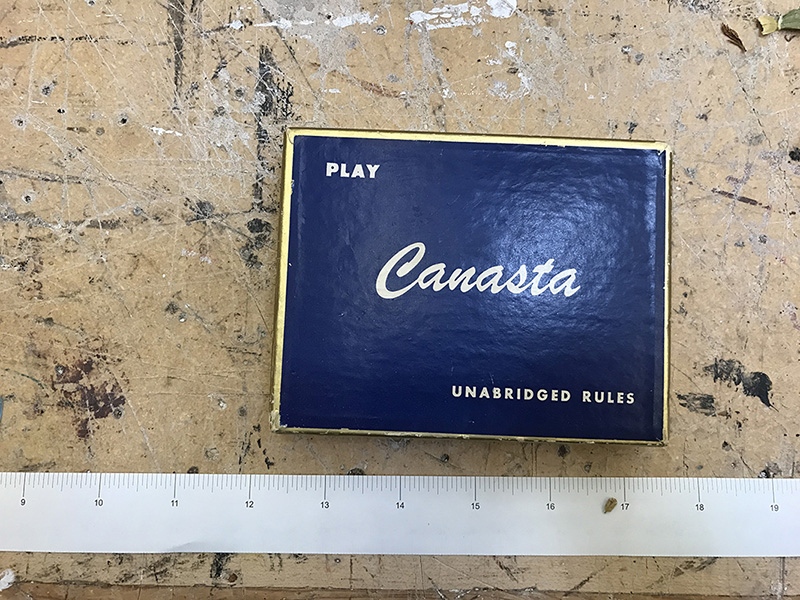 PLAY
Canasta
UNABRIDGED RULES
9 10 11 12 13 14 15 16 17 18 19